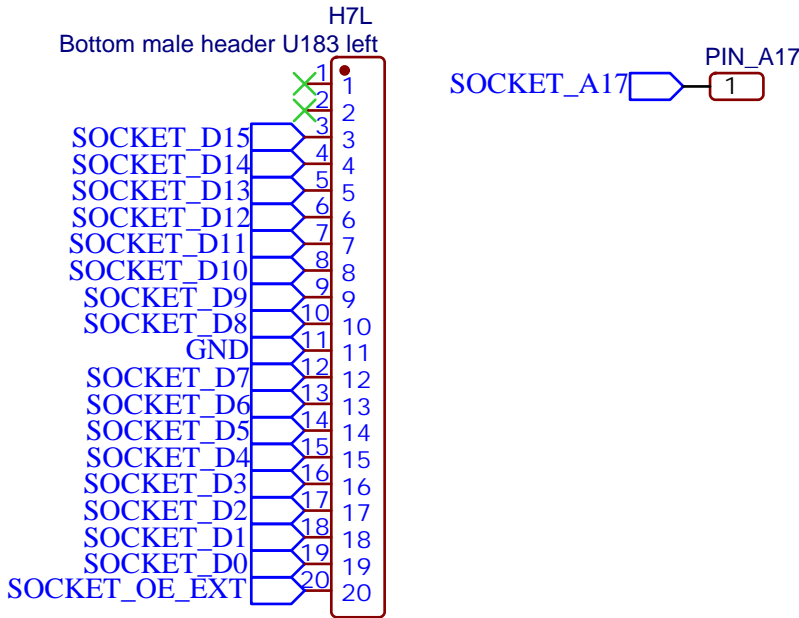 H7L
Bottom male header U183 left
1 1
2 2
SOCKET_D15 3 3
SOCKET_D14 4 4
SOCKET_D13 5 5
SOCKET_D12 6 6
SOCKET_D11 7 7
SOCKET_D10 8 8
SOCKET_D9 9 9
SOCKET_D8 10 10
GND 11 11
SOCKET_D7 12 12
SOCKET_D6 13 13
SOCKET_D5 14 14
SOCKET_D4 15 15
SOCKET_D3 16 16
SOCKET_D2 17 17
SOCKET_D1 18 18
SOCKET_D0 19 19
SOCKET_OE_EXT 20 20
PIN_A17
SOCKET_A17 1